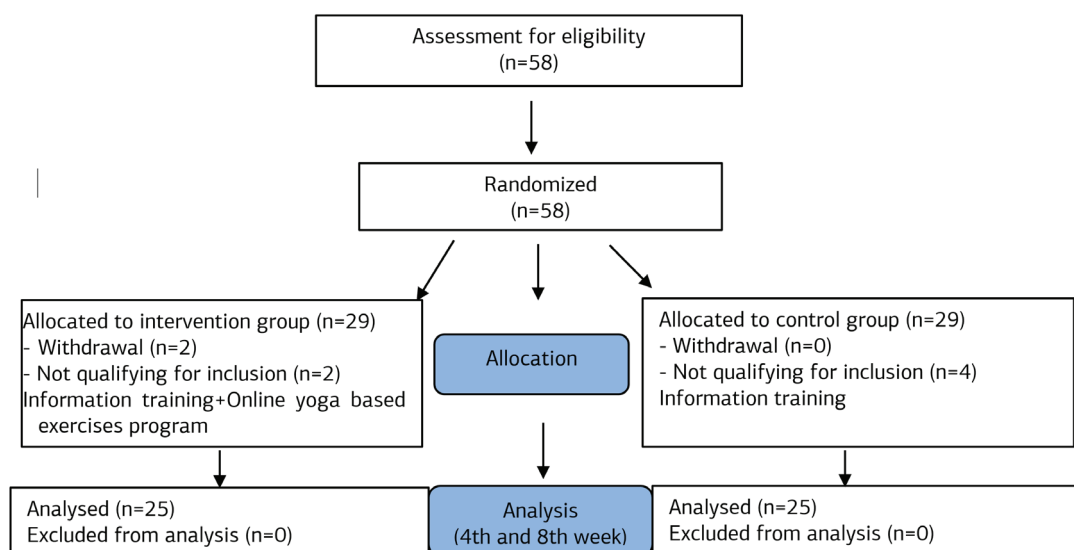 Assessment for eligibility
(n=58)
Randomized
(n=58)
Allocated to intervention group (n=29)
- Withdrawal (n=2)
- Not qualifying for inclusion (n=2)
Information training+Online yoga based
exercises program
Allocation
Allocated to control group (n=29)
- Withdrawal (n=0)
- Not qualifying for inclusion (n=4)
Information training
Analysed (n=25)
Excluded from analysis (n=0)
Analysis
(4th and 8th week)
Analysed (n=25)
Excluded from analysis (n=0)